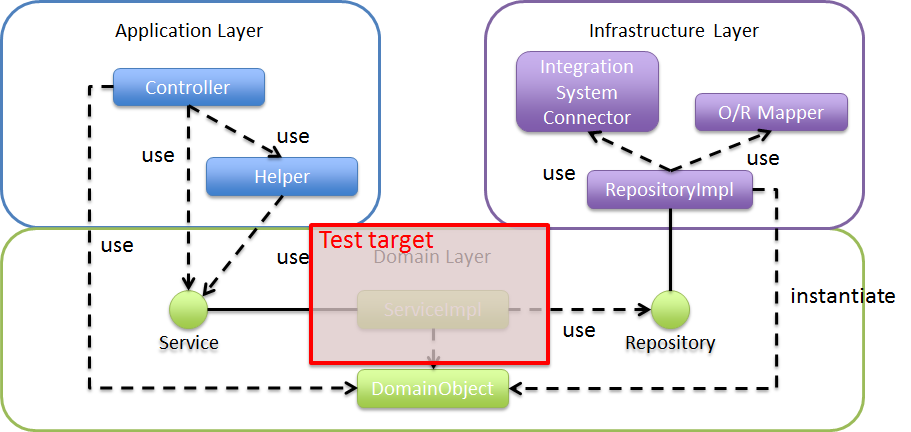 Application Layer
Infrastructure Layer
Controller
Integration
System
Connector
O/R Mapper
use
use
Helper
use
use
RepositoryImpl
use
use
Test target
Domain Layer
instantiate
ServiceImpl
use
Service
Repository
DomainObject